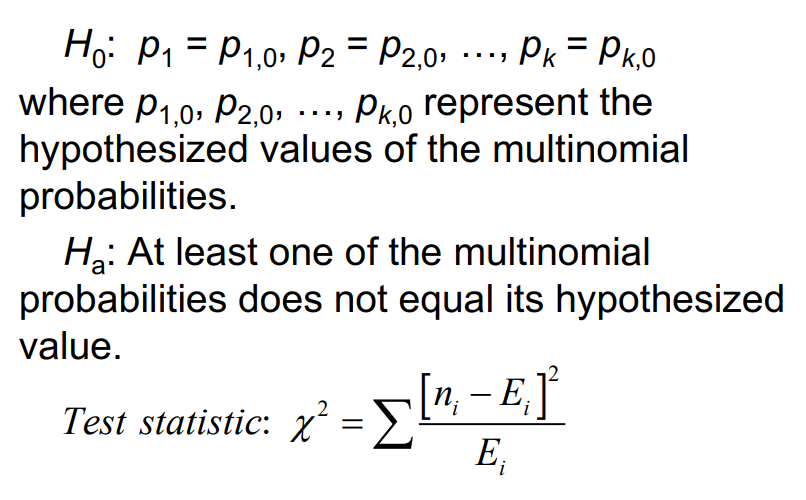 H₀: p₁ = p₁,₀, p₂ = p₂,₀, …, pₖ = pₖ,₀
where p₁,₀, p₂,₀, …, pₖ,₀ represent the
hypothesized values of the multinomial
probabilities.
Hₐ: At least one of the multinomial
probabilities does not equal its hypothesized
value.
Test statistic: χ² = ∑ [nᵢ − Eᵢ]² / Eᵢ